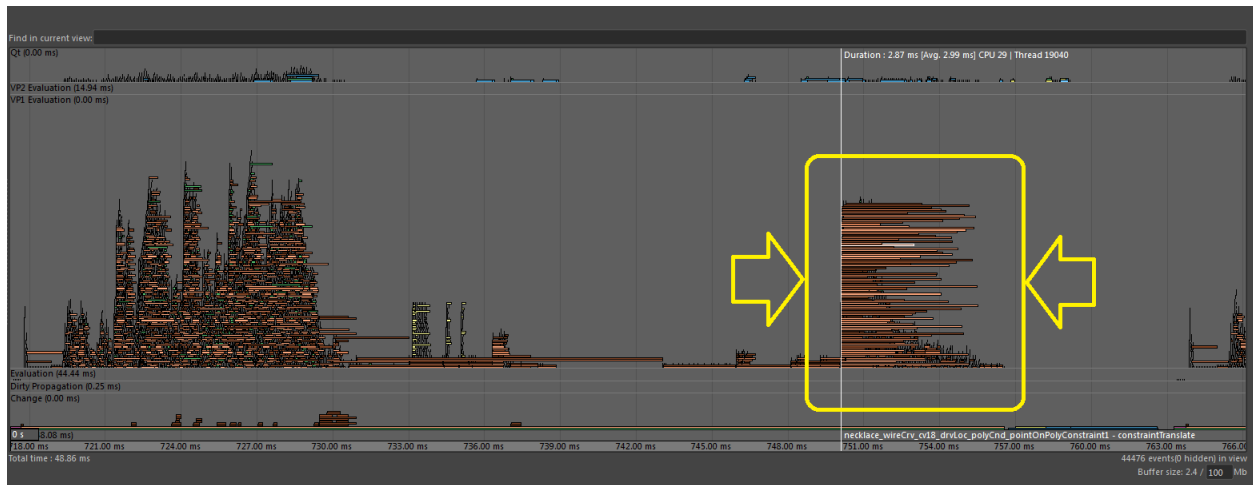 Find in current view:
Qt (0.00 ms)
Duration : 2.87 ms [Avg. 2.99 ms] CPU 29 | Thread 19040
VP2 Evaluation (14.94 ms)
VP1 Evaluation (0.00 ms)
Evaluation (44.44 ms)
Dirty Propagation (0.25 ms)
Change (0.00 ms)
0 s 8.08 ms)
necklace_wireCrv_cv18_drvLoc_polyCnd_pointOnPolyConstraint1 - constraintTranslate
718.00 ms 721.00 ms 724.00 ms 727.00 ms 730.00 ms 733.00 ms 736.00 ms 739.00 ms 742.00 ms 745.00 ms 748.00 ms 751.00 ms 754.00 ms 757.00 ms 760.00 ms 763.00 ms 766.0
Total time : 48.86 ms
44476 events(0 hidden) in view
Buffer size: 2.4 / 100 Mb